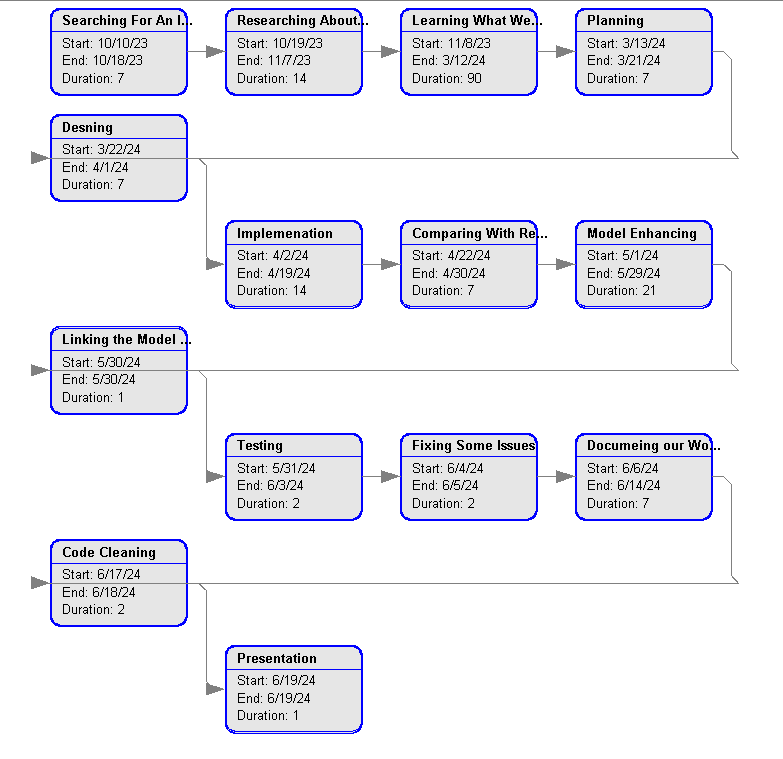 Searching For An I...
Start: 10/10/23
End: 10/18/23
Duration: 7
Researching About...
Start: 10/19/23
End: 11/7/23
Duration: 14
Learning What We...
Start: 11/8/23
End: 3/12/24
Duration: 90
Planning
Start: 3/13/24
End: 3/21/24
Duration: 7
Desning
Start: 3/22/24
End: 4/1/24
Duration: 7
Implemenation
Start: 4/2/24
End: 4/19/24
Duration: 14
Comparing With Re...
Start: 4/22/24
End: 4/30/24
Duration: 7
Model Enhancing
Start: 5/1/24
End: 5/29/24
Duration: 21
Linking the Model ...
Start: 5/30/24
End: 5/30/24
Duration: 1
Testing
Start: 5/31/24
End: 6/3/24
Duration: 2
Fixing Some Issues
Start: 6/4/24
End: 6/5/24
Duration: 2
Documeing our Wo...
Start: 6/6/24
End: 6/14/24
Duration: 7
Code Cleaning
Start: 6/17/24
End: 6/18/24
Duration: 2
Presentation
Start: 6/19/24
End: 6/19/24
Duration: 1